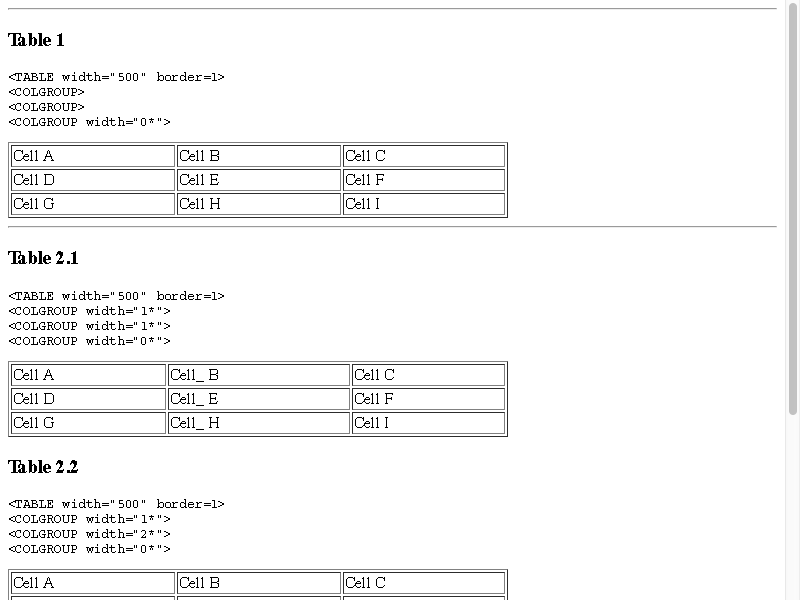 Table 1
<TABLE width="500" border=1>
<COLGROUP>
<COLGROUP>
<COLGROUP width="0*">
Cell A Cell B Cell C
Cell D Cell E Cell F
Cell G Cell H Cell I
Table 2.1
<TABLE width="500" border=1>
<COLGROUP width="1*">
<COLGROUP width="1*">
<COLGROUP width="0*">
Cell A Cell_ B Cell C
Cell D Cell_ E Cell F
Cell G Cell_ H Cell I
Table 2.2
<TABLE width="500" border=1>
<COLGROUP width="1*">
<COLGROUP width="2*">
<COLGROUP width="0*">
Cell A Cell B Cell C